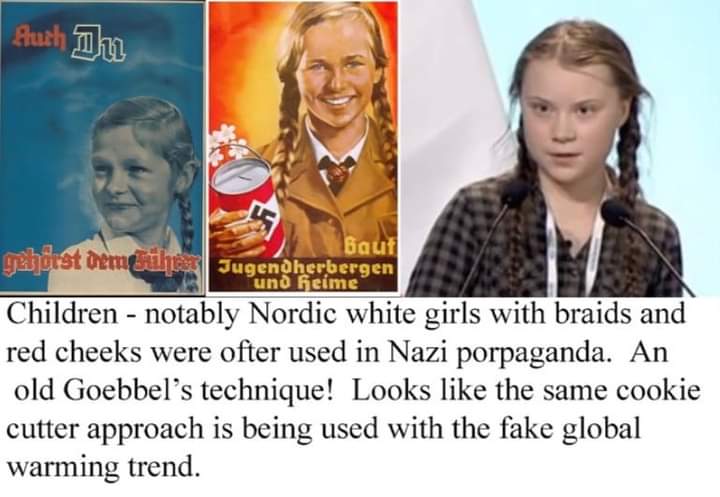 Auch Du
gehörst dem Führer
Baut
Jugendherbergen
und Heime
Children - notably Nordic white girls with braids and
red cheeks were ofter used in Nazi porpaganda.  An
old Goebbel's technique!  Looks like the same cookie
cutter approach is being used with the fake global
warming trend.